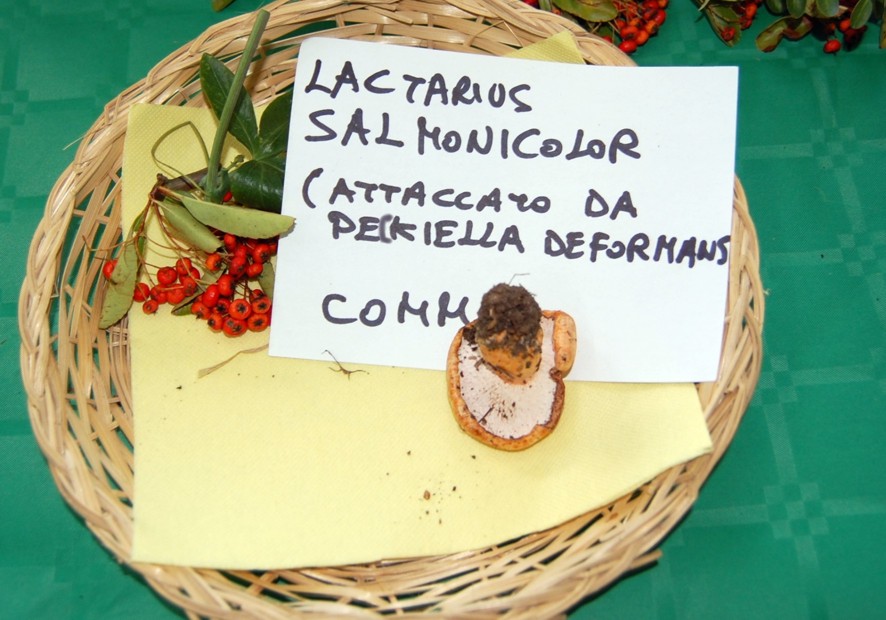 LACTARIUS
SALMONICOLOR
(ATTACCATO DA
PECKIELLA DEFORMANS
COMM